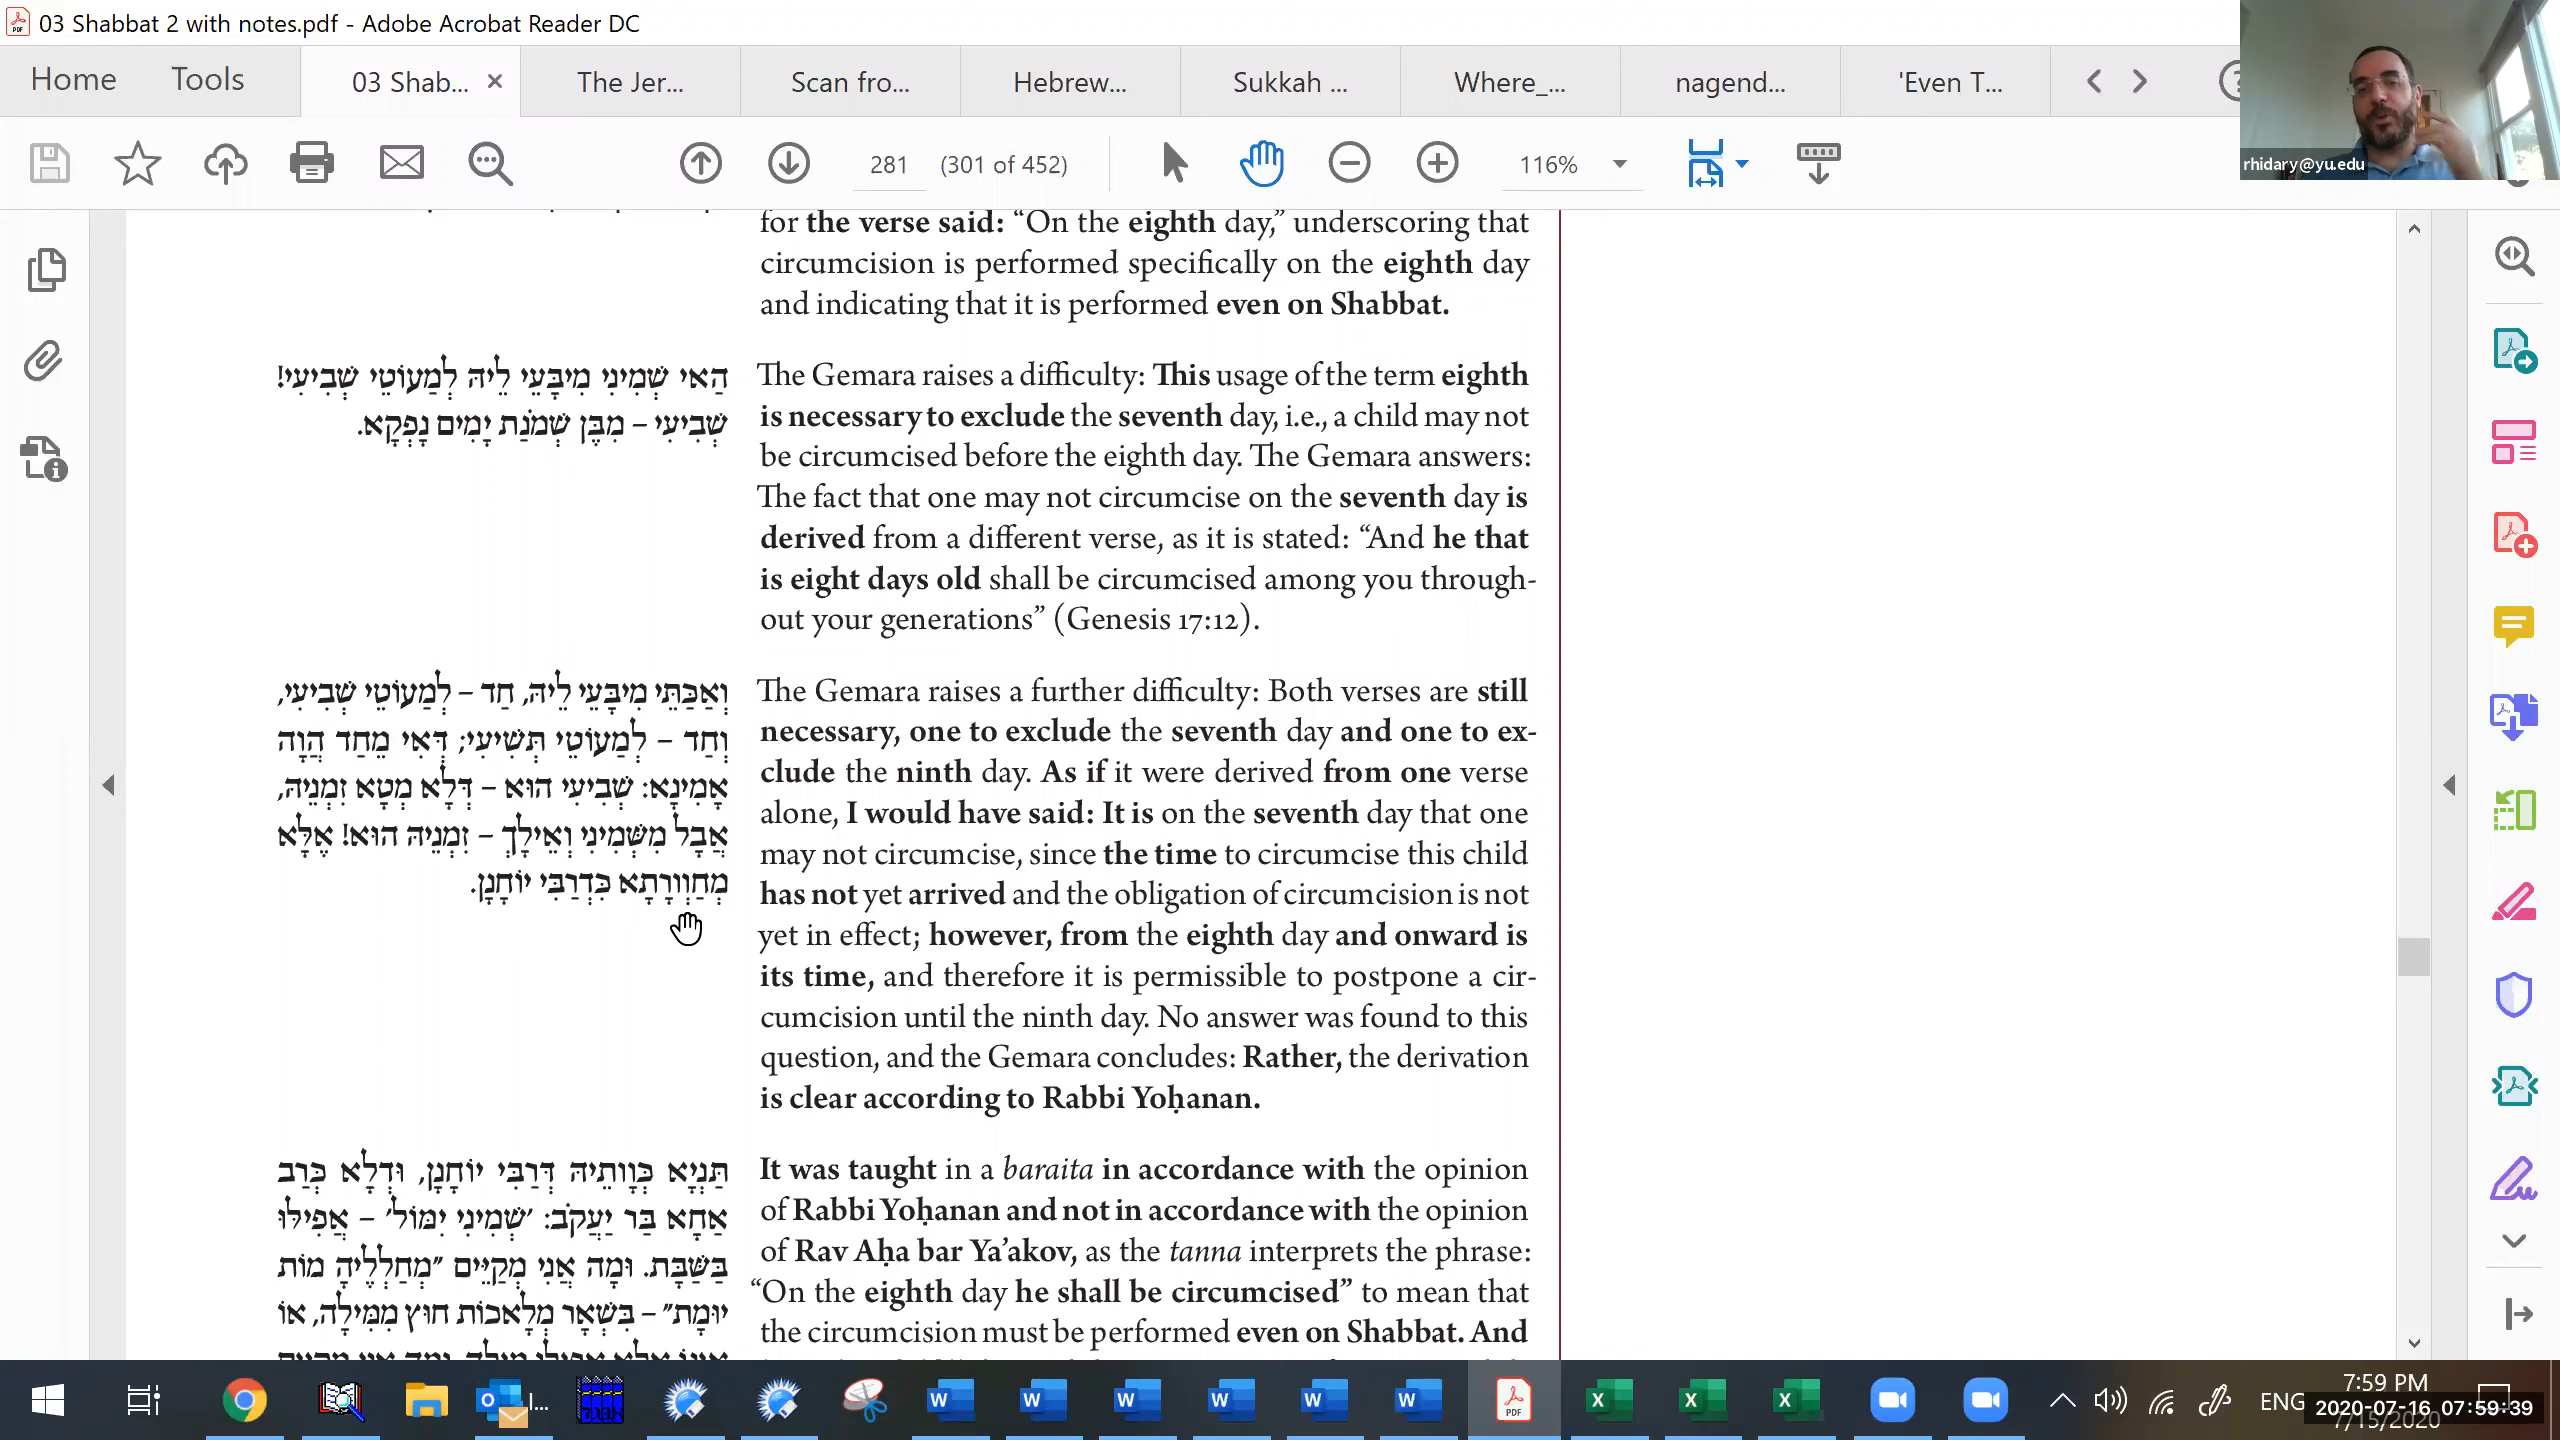 03 Shabbat 2 with notes.pdf - Adobe Acrobat Reader DC
Home Tools 03 Shab... The Jer... Scan fro... Hebrew... Sukkah ... Where_... nagend... 'Even T...
281 (301 of 452) 116%
rhidary@yu.edu
for the verse said: “On the eighth day,” underscoring that
circumcision is performed specifically on the eighth day
and indicating that it is performed even on Shabbat.
הַאי שְׁמִינִי מִיבָּעֵי לֵיהּ לְמַעוֹטֵי שְׁבִיעִי!
שְׁבִיעִי – מִבֶּן שְׁמֹנַת יָמִים נָפְקָא.
The Gemara raises a difficulty: This usage of the term eighth
is necessary to exclude the seventh day, i.e., a child may not
be circumcised before the eighth day. The Gemara answers:
The fact that one may not circumcise on the seventh day is
derived from a different verse, as it is stated: “And he that
is eight days old shall be circumcised among you through-
out your generations” (Genesis 17:12).
וְאַכַּתֵּי מִיבָּעֵי לֵיהּ, חַד – לְמַעוֹטֵי שְׁבִיעִי,
וְחַד – לְמַעוֹטֵי תְּשִׁיעִי; דְּאִי מֵחַד הֲוָה
אָמִינָא: שְׁבִיעִי הוּא – דְּלָא מְטָא זִמְנֵיהּ,
אֲבָל מִשְּׁמִינִי וְאֵילָךְ – זִמְנֵיהּ הוּא! אֶלָּא
מְחַוְּורְתָּא כִּדְרַבִּי יוֹחָנָן.
The Gemara raises a further difficulty: Both verses are still
necessary, one to exclude the seventh day and one to ex-
clude the ninth day. As if it were derived from one verse
alone, I would have said: It is on the seventh day that one
may not circumcise, since the time to circumcise this child
has not yet arrived and the obligation of circumcision is not
yet in effect; however, from the eighth day and onward is
its time, and therefore it is permissible to postpone a cir-
cumcision until the ninth day. No answer was found to this
question, and the Gemara concludes: Rather, the derivation
is clear according to Rabbi Yoḥanan.
תַּנְיָא כְּוָותֵיהּ דְּרַבִּי יוֹחָנָן, וּדְלָא כְּרַב
אַחָא בַּר יַעֲקֹב: ׳שְׁמִינִי יִמּוֹל׳ – אֲפִילּוּ
בַּשַּׁבָּת. וּמָה אֲנִי מְקַיֵּים ״מְחַלְלֶיהָ מוֹת
יוּמָת״ – בִּשְׁאָר מְלָאכוֹת חוּץ מִמִּילָה, אוֹ
It was taught in a baraita in accordance with the opinion
of Rabbi Yoḥanan and not in accordance with the opinion
of Rav Aḥa bar Ya’akov, as the tanna interprets the phrase:
“On the eighth day he shall be circumcised” to mean that
the circumcision must be performed even on Shabbat. And
ENG
7:59 PM
2020-07-16 07:59:39
7/15/2020